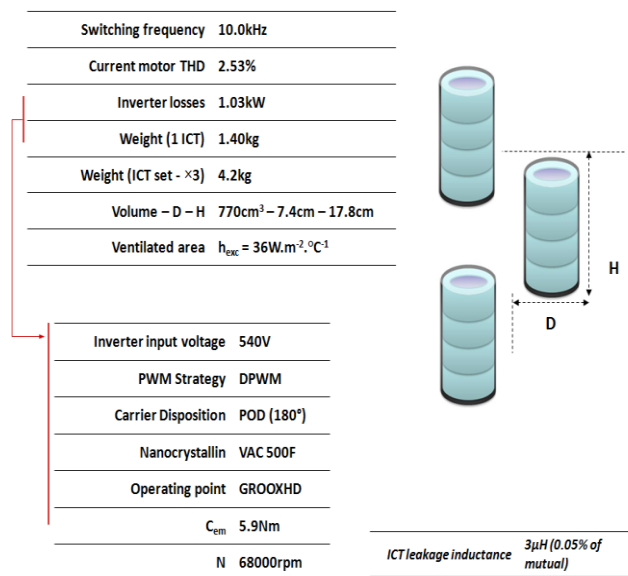 Switching frequency 10.0kHz
Current motor THD 2.53%
Inverter losses 1.03kW
Weight (1 ICT) 1.40kg
Weight (ICT set - ×3) 4.2kg
Volume – D – H 770cm³ – 7.4cm – 17.8cm
Ventilated area h_exc = 36W.m⁻².°C⁻¹
H
D
Inverter input voltage 540V
PWM Strategy DPWM
Carrier Disposition POD (180°)
Nanocrystallin VAC 500F
Operating point GROOXHD
C_em 5.9Nm
N 68000rpm
ICT leakage inductance 3µH (0.05% of
mutual)